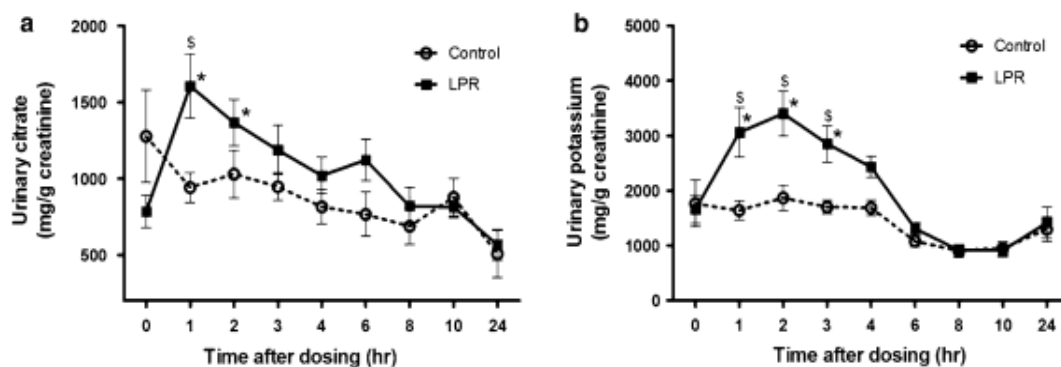 a
Urinary citrate
(mg/g creatinine)
2000
1500
1000
500
$
*
*
Control
LPR
0 1 2 3 4 6 8 10 24
Time after dosing (hr)
b
Urinary potassium
(mg/g creatinine)
5000
4000
3000
2000
1000
0
$
*
$
*
$
*
Control
LPR
0 1 2 3 4 6 8 10 24
Time after dosing (hr)